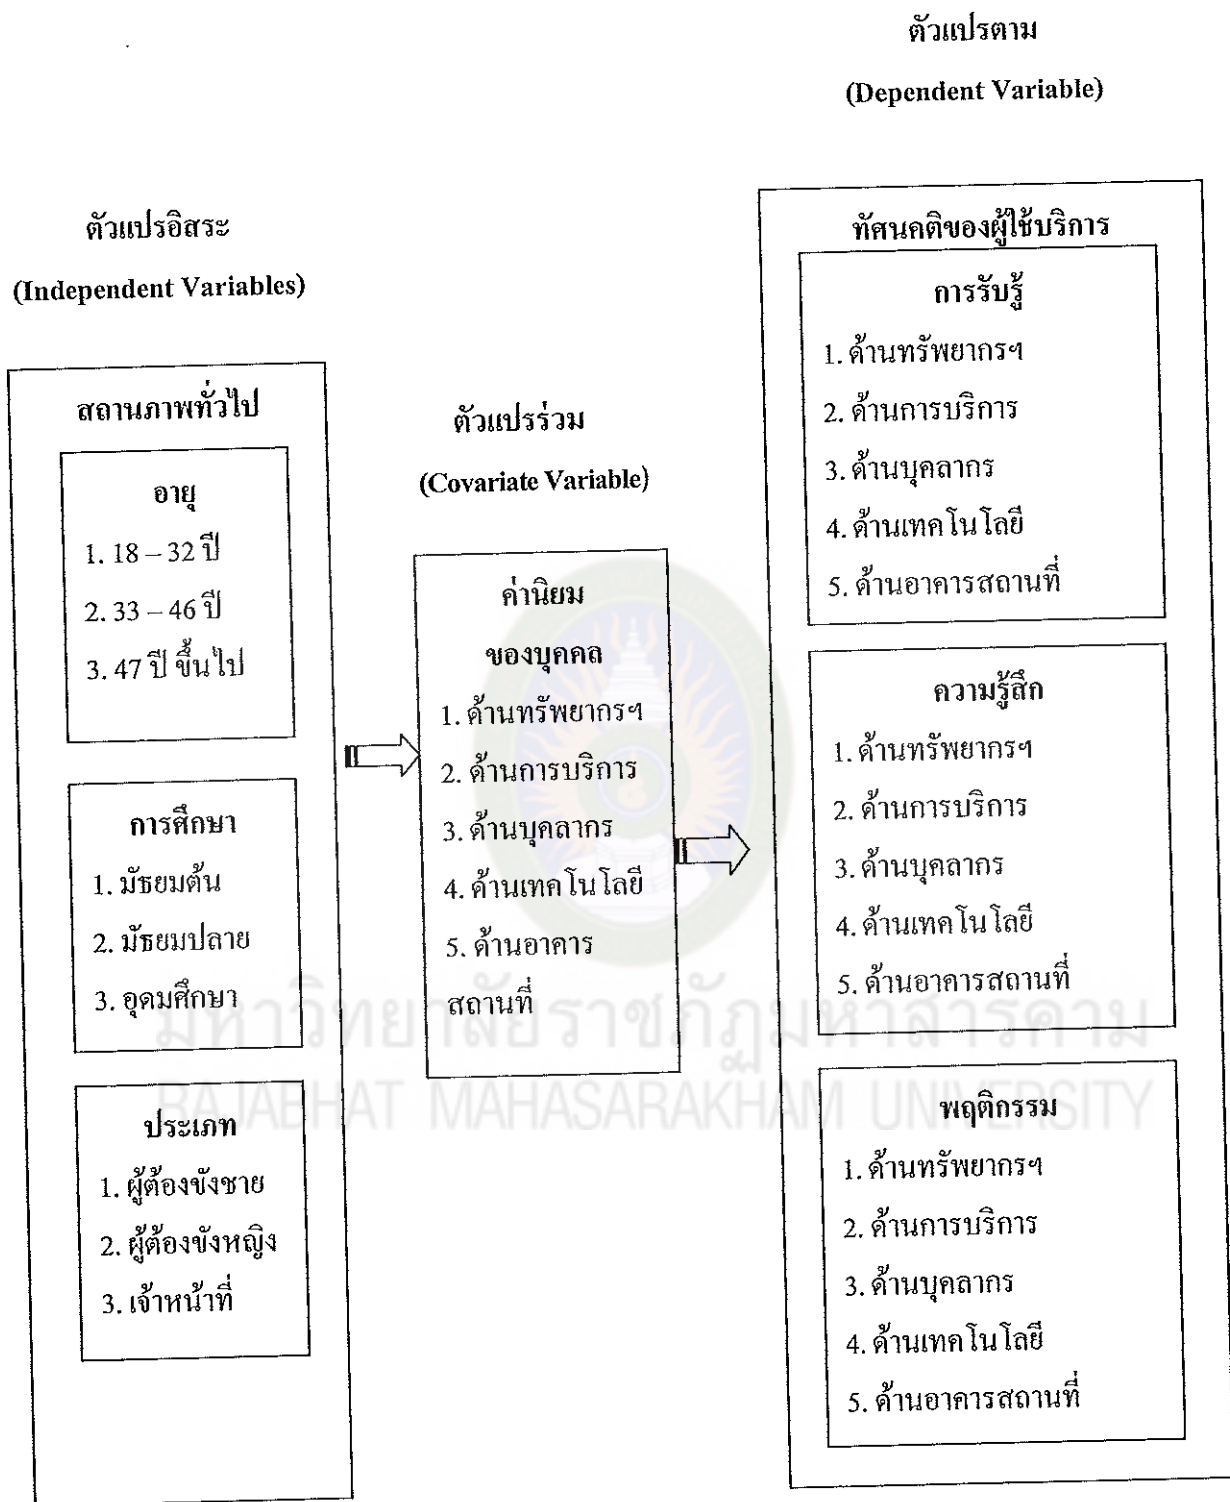 ตัวแปรตาม
(Dependent Variable)
ตัวแปรอิสระ
(Independent Variables)
สถานภาพทั่วไป
อายุ
1. 18 – 32 ปี
2. 33 – 46 ปี
3. 47 ปี ขึ้นไป
การศึกษา
1. มัธยมต้น
2. มัธยมปลาย
3. อุดมศึกษา
ประเภท
1. ผู้ต้องขังชาย
2. ผู้ต้องขังหญิง
3. เจ้าหน้าที่
ตัวแปรร่วม
(Covariate Variable)
ค่านิยม
ของบุคคล
1. ด้านทรัพยากรฯ
2. ด้านการบริการ
3. ด้านบุคลากร
4. ด้านเทคโนโลยี
5. ด้านอาคาร
สถานที่
ทัศนคติของผู้ใช้บริการ
การรับรู้
1. ด้านทรัพยากรฯ
2. ด้านการบริการ
3. ด้านบุคลากร
4. ด้านเทคโนโลยี
5. ด้านอาคารสถานที่
ความรู้สึก
1. ด้านทรัพยากรฯ
2. ด้านการบริการ
3. ด้านบุคลากร
4. ด้านเทคโนโลยี
5. ด้านอาคารสถานที่
พฤติกรรม
1. ด้านทรัพยากรฯ
2. ด้านการบริการ
3. ด้านบุคลากร
4. ด้านเทคโนโลยี
5. ด้านอาคารสถานที่
มหาวิทยาลัยราชภัฏมหาสารคาม
RAJABHAT MAHASARAKHAM UNIVERSITY